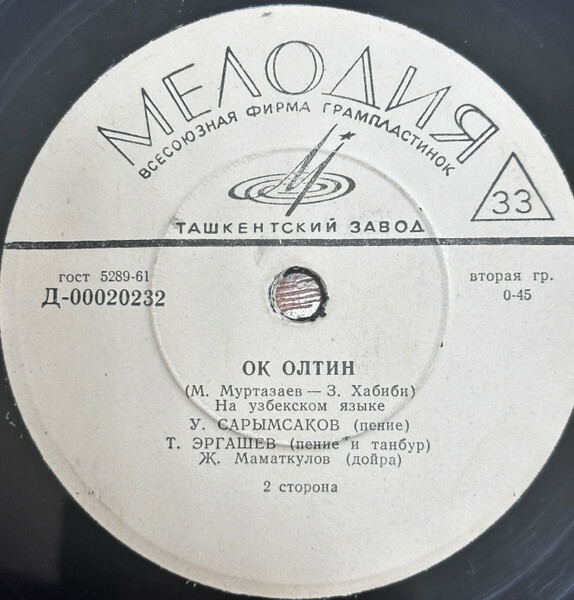 МЕЛОДИЯ
ВСЕСОЮЗНАЯ ФИРМА ГРАМПЛАСТИНОК
33
ТАШКЕНТСКИЙ ЗАВОД
гост 5289-61
Д-00020232
вторая гр.
0-45
ОК ОЛТИН
(М. Муртазаев — З. Хабиби)
На узбекском языке
У. САРЫМСАҚОВ (пение)
Т. ЭРГАШЕВ (пение и танбур)
Ж. Маматкулов (дойра)
2 сторона